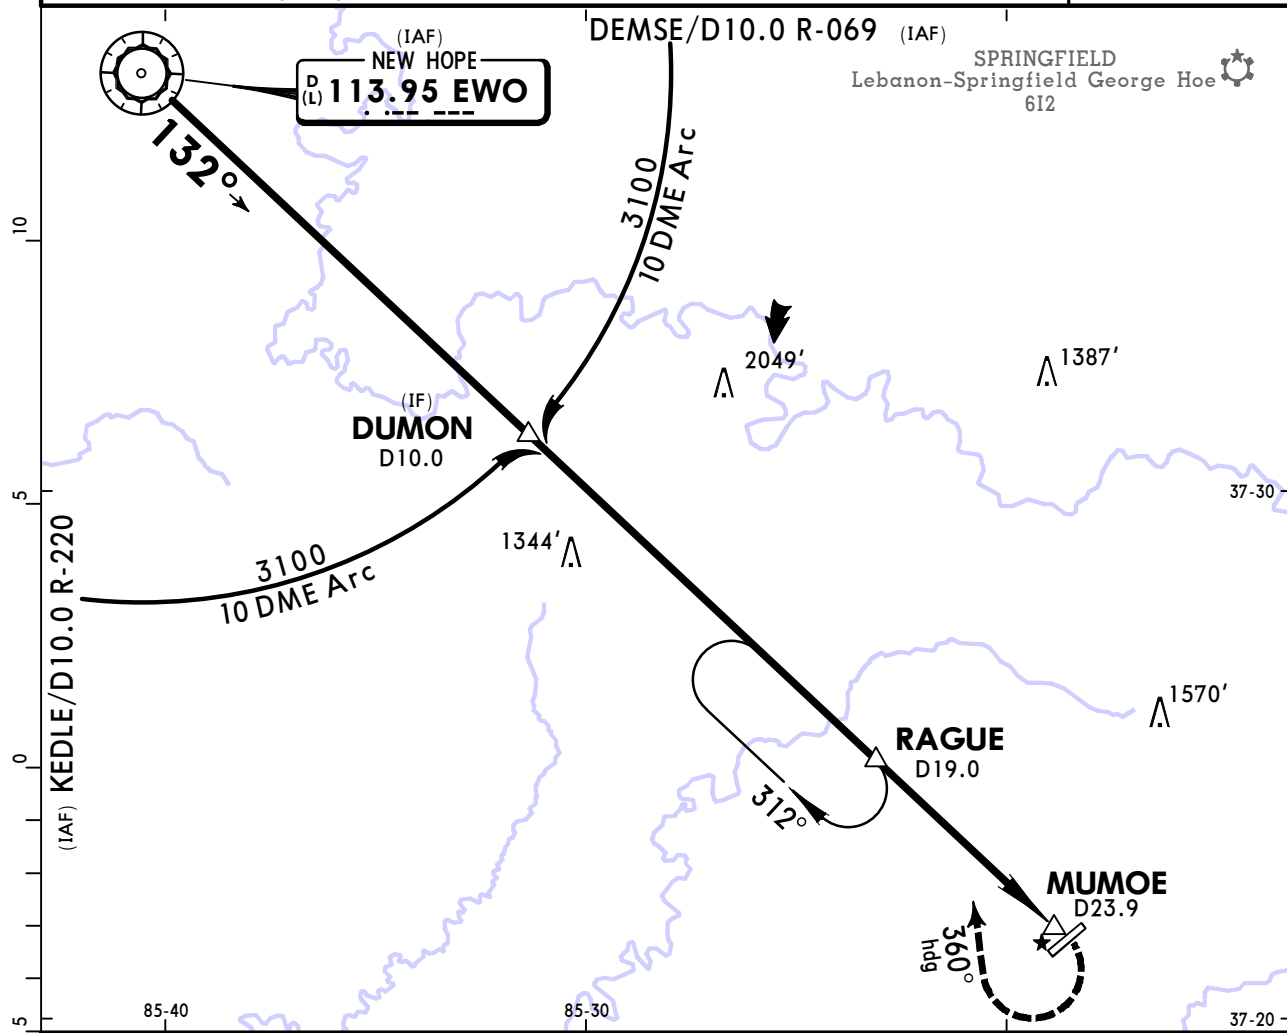 (IAF)
DEMSE/D10.0 R-069 (IAF)
NEW HOPE
D
(L) 113.95 EWO
SPRINGFIELD
Lebanon-Springfield George Hoe
6I2
132°
3100
10 DME Arc
10
2049'
1387'
(IF)
DUMON
D10.0
5
37-30
1344'
3100
10 DME Arc
(IAF) KEDLE/D10.0 R-220
1570'
RAGUE
D19.0
0
312°
MUMOE
D23.9
360°
hdg
85-40
85-30
5
37-20